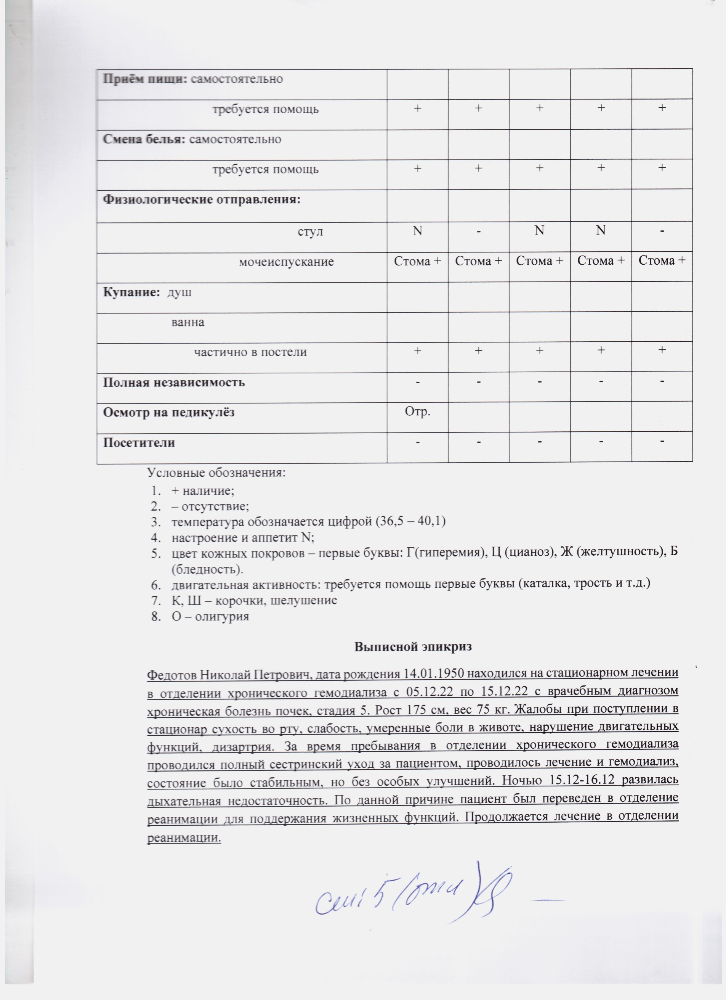 Приём пищи: самостоятельно
требуется помощь + + + + +
Смена белья: самостоятельно
требуется помощь + + + + +
Физиологические отправления:
стул N - N N -
мочеиспускание Стома + Стома + Стома + Стома + Стома +
Купание: душ
ванна
частично в постели + + + + +
Полная независимость - - - - -
Осмотр на педикулёз Отр.
Посетители - - - - -
Условные обозначения:
1. + наличие;
2. – отсутствие;
3. температура обозначается цифрой (36,5 – 40,1)
4. настроение и аппетит N;
5. цвет кожных покровов – первые буквы: Г(гиперемия), Ц (цианоз), Ж (желтушность), Б
(бледность).
6. двигательная активность: требуется помощь первые буквы (каталка, трость и т.д.)
7. К, Ш – корочки, шелушение
8. О – олигурия
Выписной эпикриз
Федотов Николай Петрович, дата рождения 14.01.1950 находился на стационарном лечении
в отделении хронического гемодиализа с 05.12.22 по 15.12.22 с врачебным диагнозом
хроническая болезнь почек, стадия 5. Рост 175 см, вес 75 кг. Жалобы при поступлении в
стационар сухость во рту, слабость, умеренные боли в животе, нарушение двигательных
функций, дизартрия. За время пребывания в отделении хронического гемодиализа
проводился полный сестринский уход за пациентом, проводилось лечение и гемодиализ,
состояние было стабильным, но без особых улучшений. Ночью 15.12-16.12 развилась
дыхательная недостаточность. По данной причине пациент был переведен в отделение
реанимации для поддержания жизненных функций. Продолжается лечение в отделении
реанимации.
5 (отл)